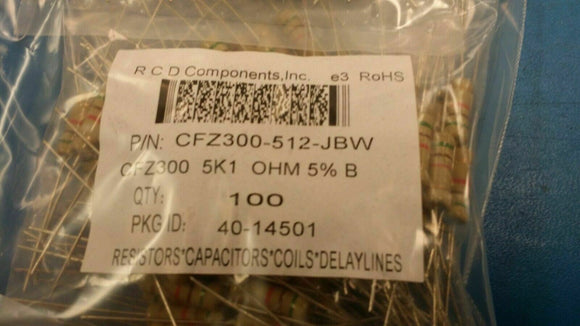 R C D Components,Inc. e3 RoHS
P/N: CFZ300-512-JBW
CFZ300 5K1 OHM 5% B
QTY: 100
PKG ID: 40-14501
RESISTORS*CAPACITORS*COILS*DELAYLINES